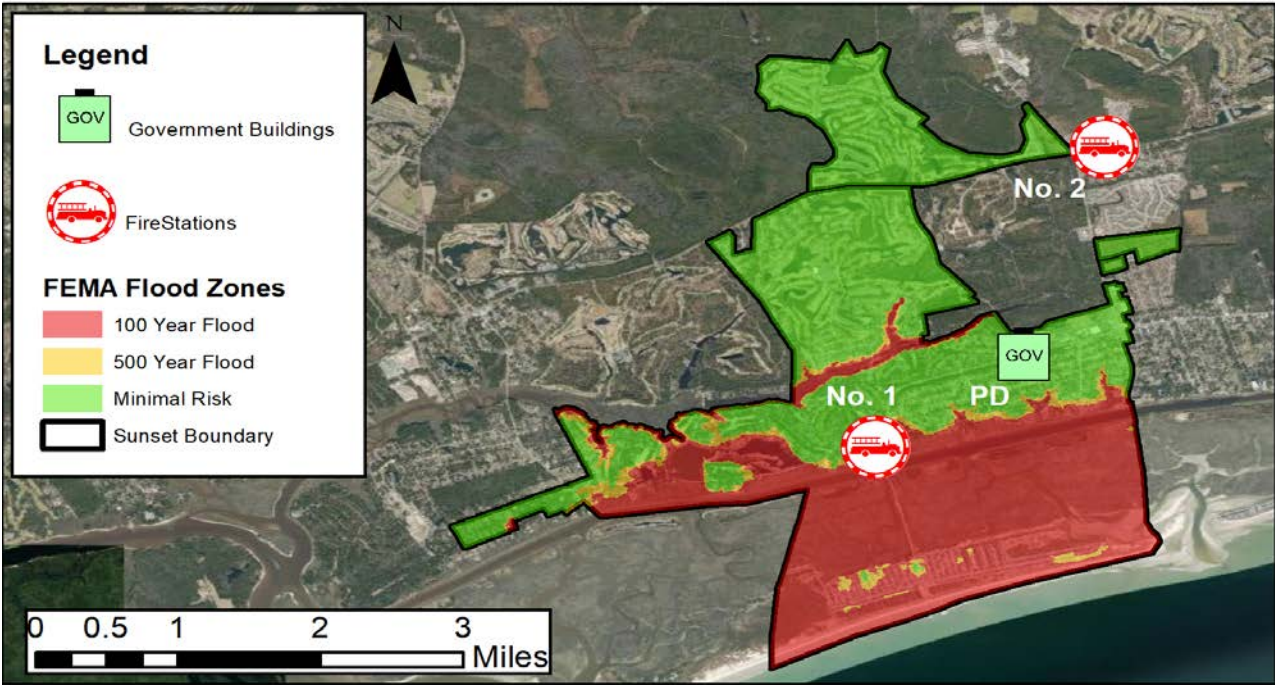 Legend
GOV
Government Buildings
FireStations
FEMA Flood Zones
100 Year Flood
500 Year Flood
Minimal Risk
Sunset Boundary
N
No. 2
GOV
No. 1
PD
0 0.5 1 2 3
Miles